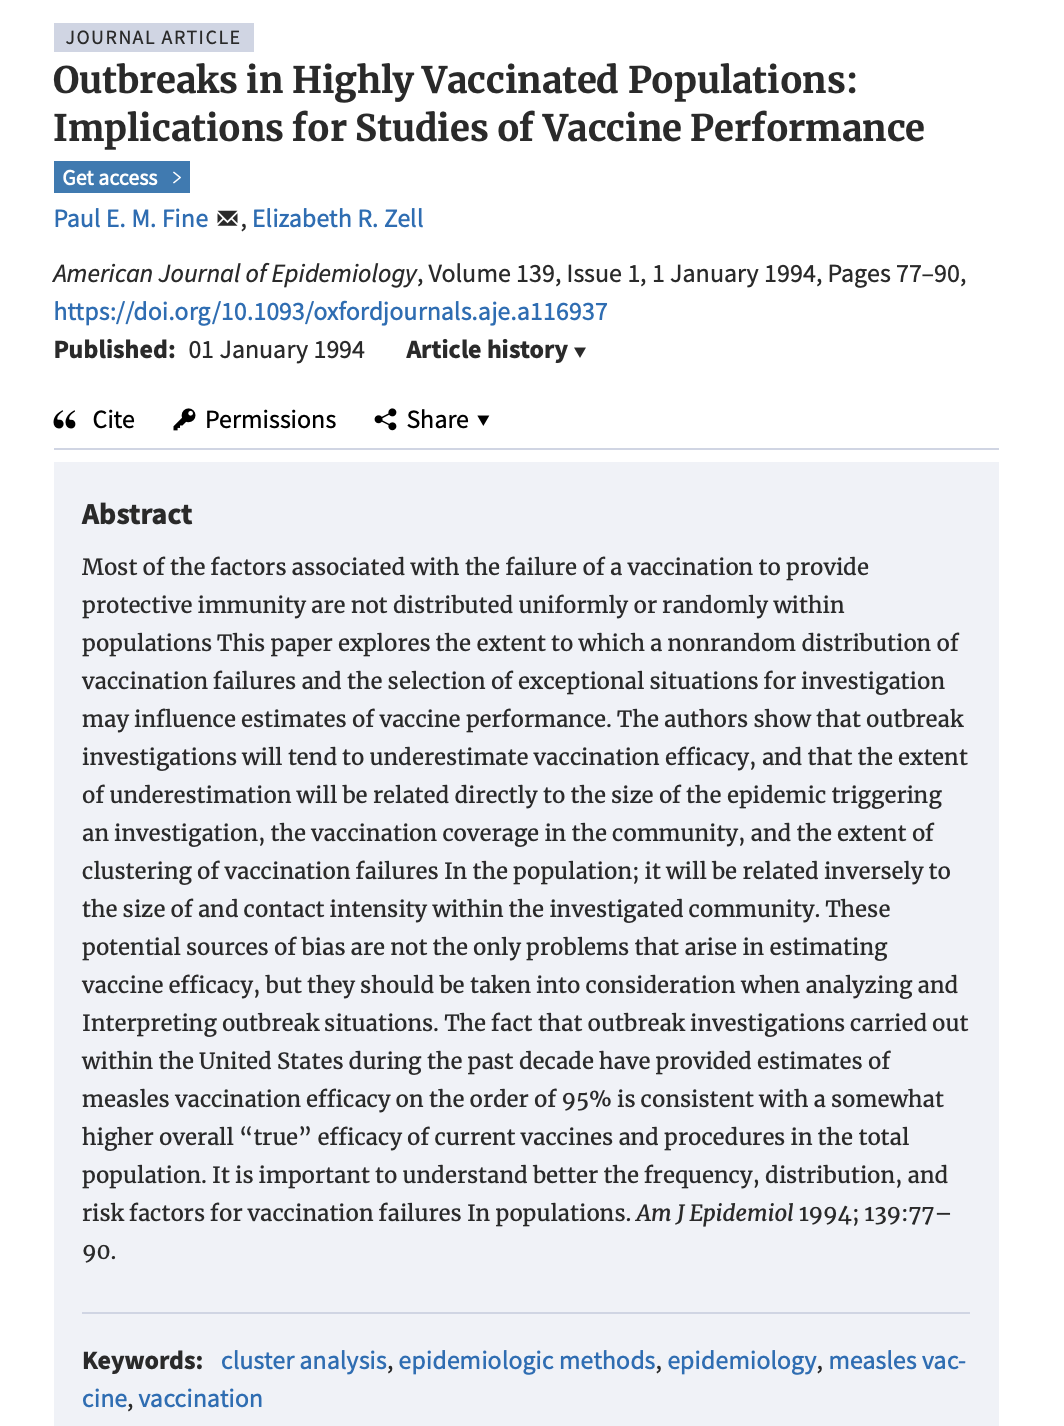 JOURNAL ARTICLE
Outbreaks in Highly Vaccinated Populations:
Implications for Studies of Vaccine Performance
Get access >
Paul E. M. Fine, Elizabeth R. Zell
American Journal of Epidemiology, Volume 139, Issue 1, 1 January 1994, Pages 77–90,
https://doi.org/10.1093/oxfordjournals.aje.a116937
Published: 01 January 1994 Article history ▼
Cite Permissions Share ▼
Abstract
Most of the factors associated with the failure of a vaccination to provide
protective immunity are not distributed uniformly or randomly within
populations This paper explores the extent to which a nonrandom distribution of
vaccination failures and the selection of exceptional situations for investigation
may influence estimates of vaccine performance. The authors show that outbreak
investigations will tend to underestimate vaccination efficacy, and that the extent
of underestimation will be related directly to the size of the epidemic triggering
an investigation, the vaccination coverage in the community, and the extent of
clustering of vaccination failures In the population; it will be related inversely to
the size of and contact intensity within the investigated community. These
potential sources of bias are not the only problems that arise in estimating
vaccine efficacy, but they should be taken into consideration when analyzing and
Interpreting outbreak situations. The fact that outbreak investigations carried out
within the United States during the past decade have provided estimates of
measles vaccination efficacy on the order of 95% is consistent with a somewhat
higher overall “true” efficacy of current vaccines and procedures in the total
population. It is important to understand better the frequency, distribution, and
risk factors for vaccination failures In populations. Am J Epidemiol 1994; 139:77–
90.
Keywords: cluster analysis, epidemiologic methods, epidemiology, measles vac-
cine, vaccination